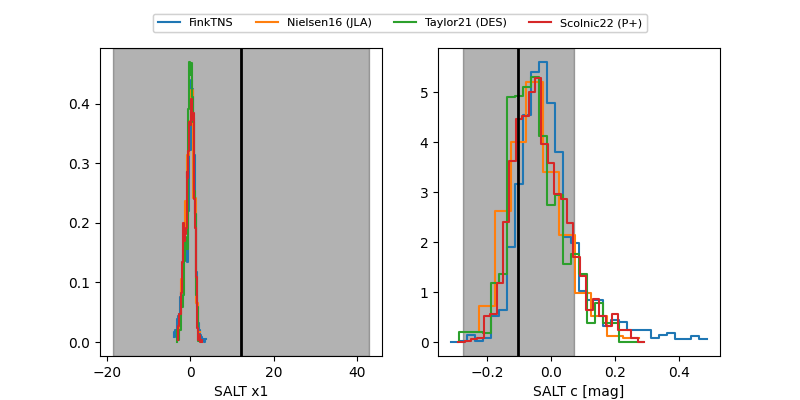 FinkTNS Nielsen16 (JLA) Taylor21 (DES) Scolnic22 (P+)
0.4
0.3
0.2
0.1
0.0
−20 0 20 40
SALT x1
5
4
3
2
1
0
−0.2 0.0 0.2 0.4
SALT c [mag]